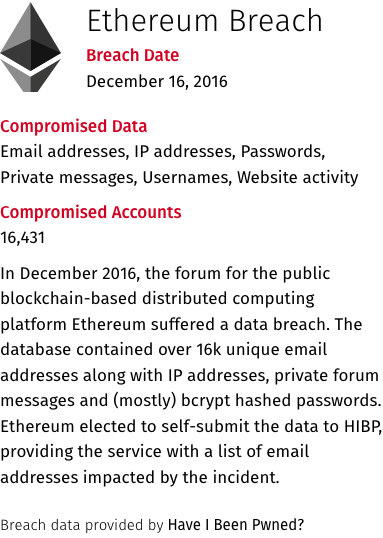 Ethereum Breach
Breach Date
December 16, 2016
Compromised Data
Email addresses, IP addresses, Passwords,
Private messages, Usernames, Website activity
Compromised Accounts
16,431
In December 2016, the forum for the public
blockchain-based distributed computing
platform Ethereum suffered a data breach. The
database contained over 16k unique email
addresses along with IP addresses, private forum
messages and (mostly) bcrypt hashed passwords.
Ethereum elected to self-submit the data to HIBP,
providing the service with a list of email
addresses impacted by the incident.
Breach data provided by Have I Been Pwned?